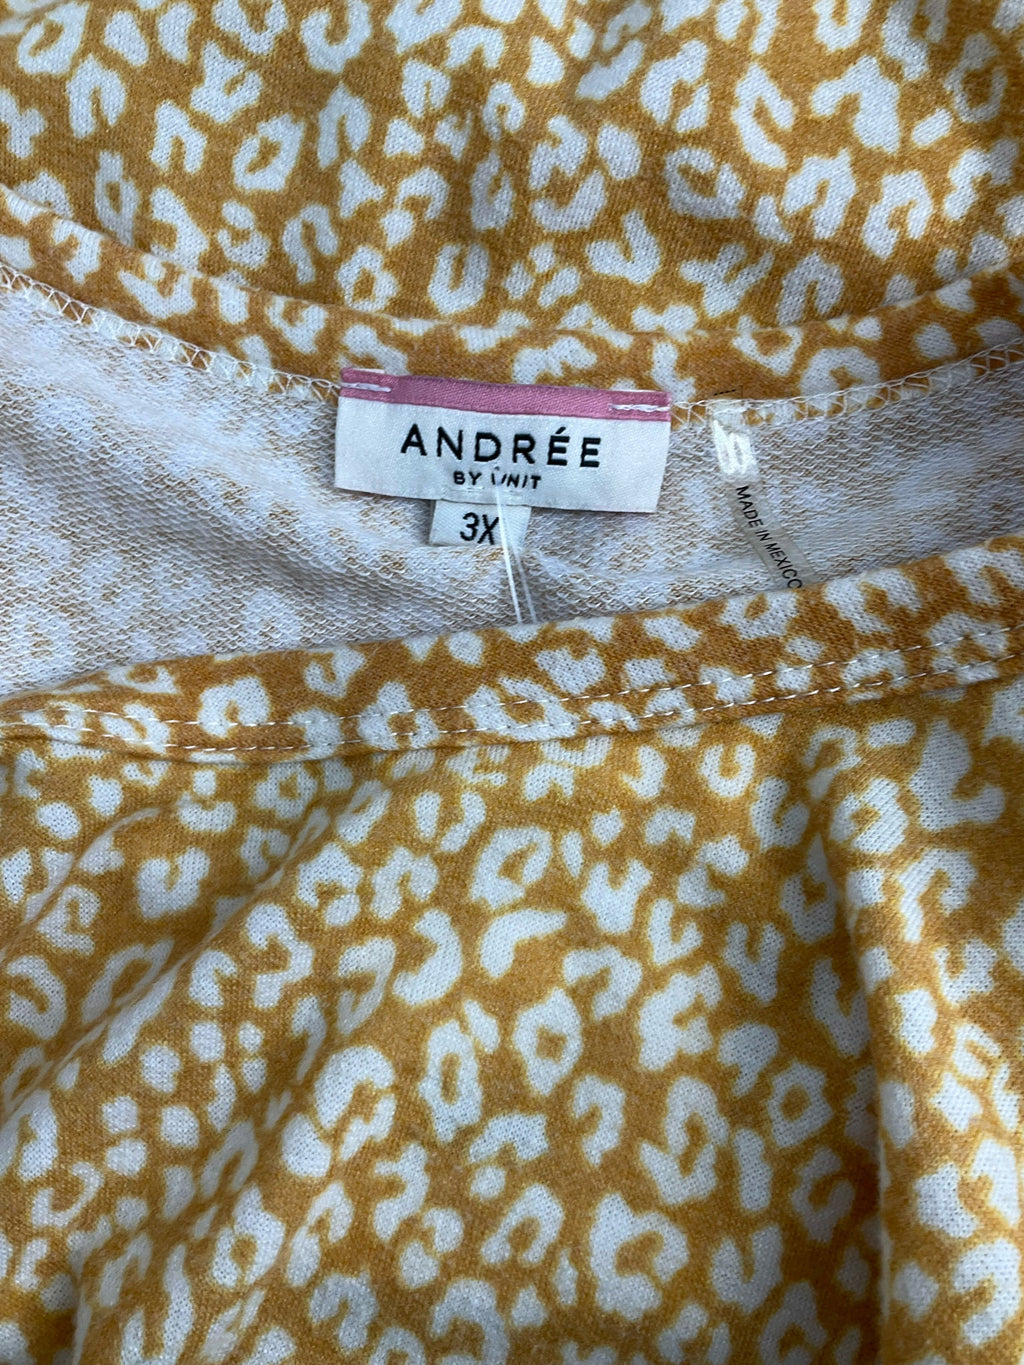 ANDRÉE
BY UNIT
3X
MADE IN MEXICO